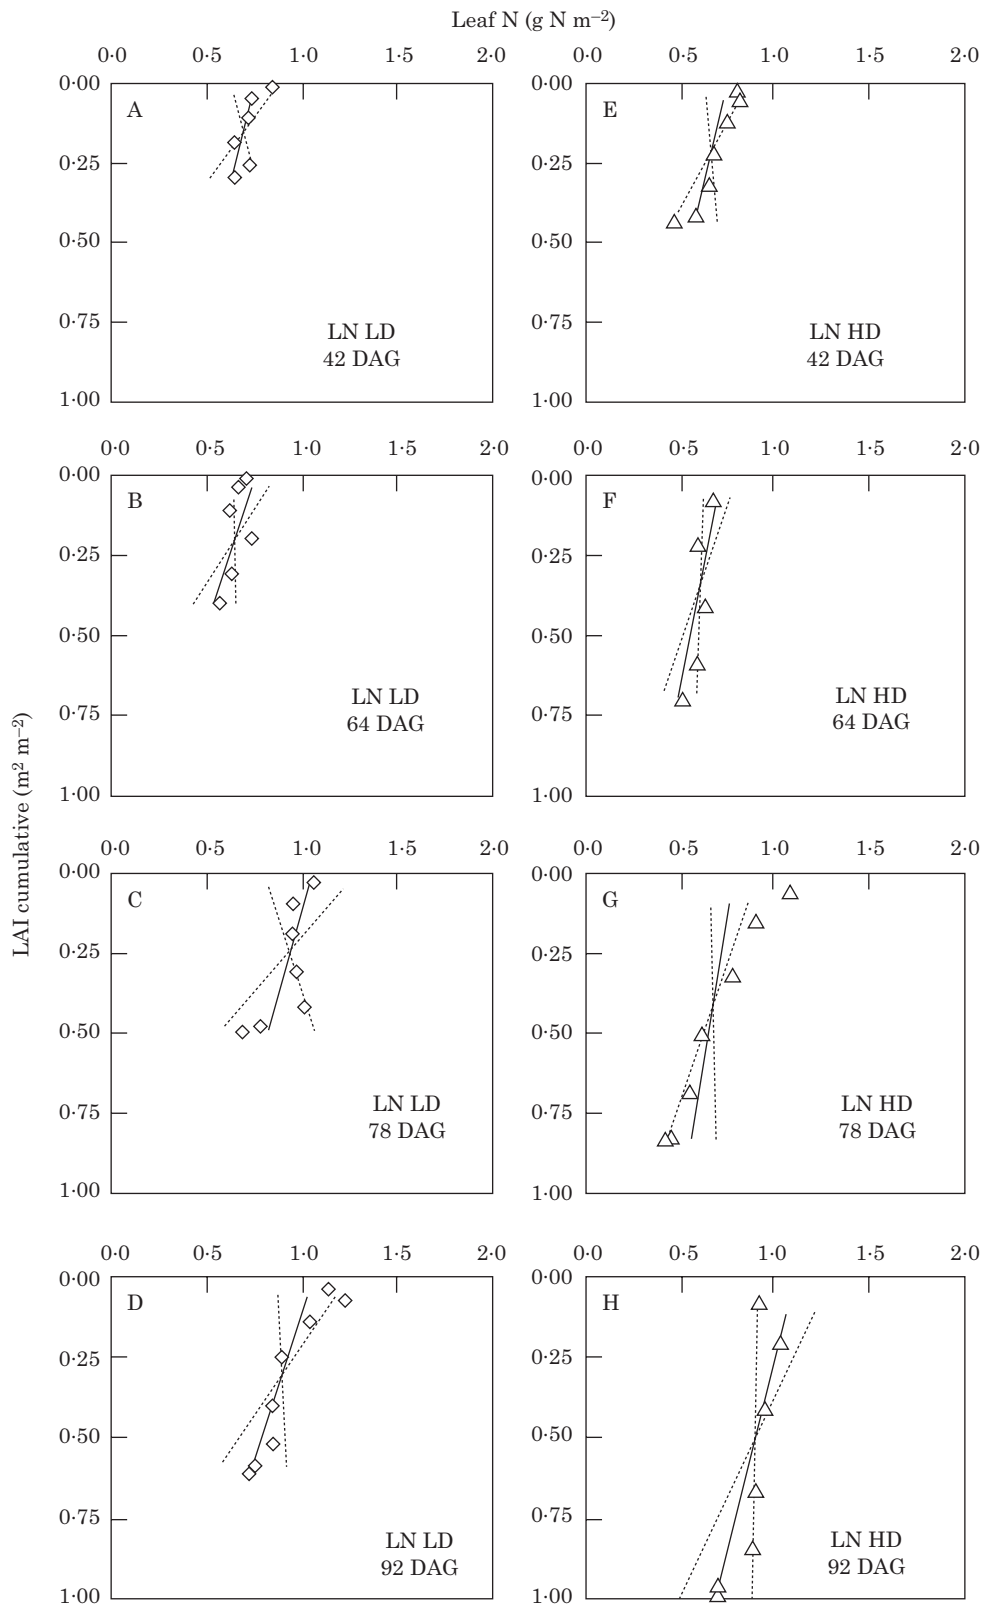 Leaf N (g N m–2)
0·0 0·5 1·0 1·5 2·0 0·0 0·5 1·0 1·5 2·0
0·00 A 0·00 E
0·25 0·25
0·50 0·50
0·75 LN LD 0·75 LN HD
42 DAG 42 DAG
1·00 1·00
0·0 0·5 1·0 1·5 2·0 0·0 0·5 1·0 1·5 2·0
0·00 B 0·00 F
0·25 0·25
0·50 0·50
LN LD LN HD
0·75 64 DAG 0·75 64 DAG
1·00 1·00
LAI cumulative (m2 m–2)
0·0 0·5 1·0 1·5 2·0 0·0 0·5 1·0 1·5 2·0
0·00 C 0·00 G
0·25 0·25
0·50 0·50
0·75 LN LD 0·75 LN HD
78 DAG 78 DAG
1·00 1·00
0·0 0·5 1·0 1·5 2·0 0·0 0·5 1·0 1·5 2·0
0·00 D 0·00 H
0·25 0·25
0·50 0·50
0·75 0·75
LN LD LN HD
92 DAG 92 DAG
1·00 1·00